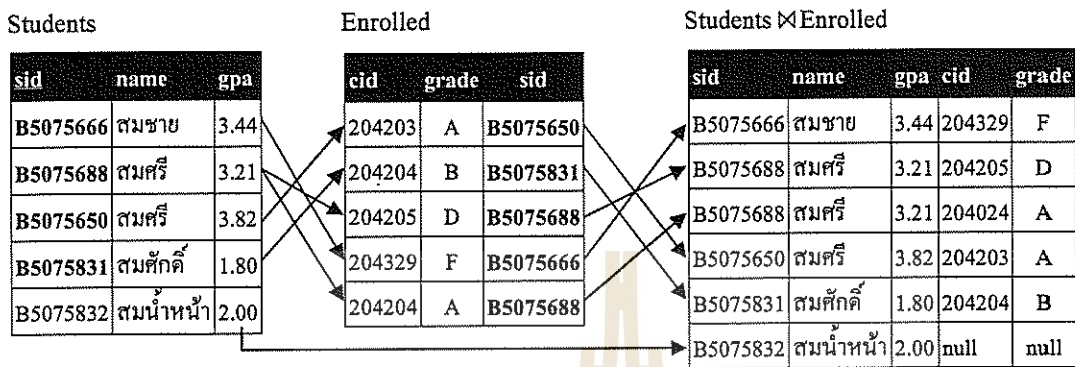 Students
sid name gpa
B5075666 สมชาย 3.44
B5075688 สมศรี 3.21
B5075650 สมศรี 3.82
B5075831 สมศักดิ์ 1.80
B5075832 สมน้ำหน้า 2.00
Enrolled
cid grade sid
204203 A B5075650
204204 B B5075831
204205 D B5075688
204329 F B5075666
204204 A B5075688
Students ⋈ Enrolled
sid name gpa cid grade
B5075666 สมชาย 3.44 204329 F
B5075688 สมศรี 3.21 204205 D
B5075688 สมศรี 3.21 204024 A
B5075650 สมศรี 3.82 204203 A
B5075831 สมศักดิ์ 1.80 204204 B
B5075832 สมน้ำหน้า 2.00 null null